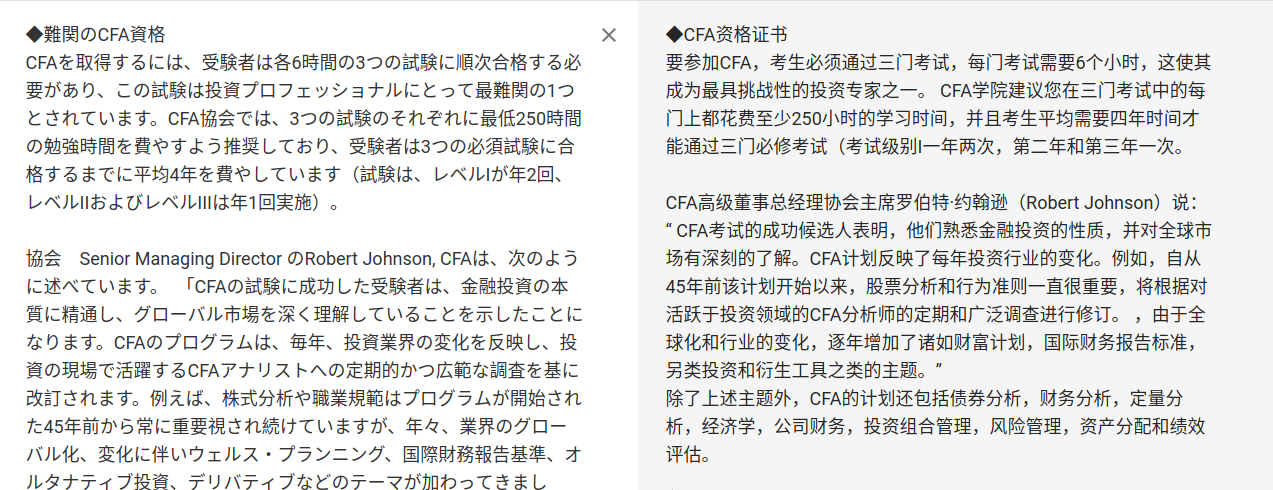 ◆難関のCFA資格
CFAを取得するには、受験者は各6時間の3つの試験に順次合格する必
要があり、この試験は投資プロフェッショナルにとって最難関の1つ
とされています。CFA協会では、3つの試験のそれぞれに最低250時間
の勉強時間を費やすよう推奨しており、受験者は3つの必須試験に合
格するまでに平均4年を費やしています（試験は、レベルIが年2回、
レベルIIおよびレベルIIIは年1回実施）。
協会　Senior Managing Director のRobert Johnson, CFAは、次のよう
に述べています。 「CFAの試験に成功した受験者は、金融投資の本
質に精通し、グローバル市場を深く理解していることを示したことに
なります。CFAのプログラムは、毎年、投資業界の変化を反映し、投
資の現場で活躍するCFAアナリストへの定期的かつ広範な調査を基に
改訂されます。例えば、株式分析や職業規範はプログラムが開始され
た45年前から常に重要視され続けていますが、年々、業界のグロー
バル化、変化に伴いウェルス・プランニング、国際財務報告基準、オ
ルタナティブ投資、デリバティブなどのテーマが加わってきまし
◆CFA资格证书
要参加CFA，考生必须通过三门考试，每门考试需要6个小时，这使其
成为最具挑战性的投资专家之一。 CFA学院建议您在三门考试中的每
门上都花费至少250小时的学习时间，并且考生平均需要四年时间才
能通过三门必修考试（考试级别I一年两次，第二年和第三年一次。
CFA高级董事总经理协会主席罗伯特·约翰逊（Robert Johnson）说：
“ CFA考试的成功候选人表明，他们熟悉金融投资的性质，并对全球市
场有深刻的了解。CFA计划反映了每年投资行业的变化。例如，自从
45年前该计划开始以来，股票分析和行为准则一直很重要，将根据对
活跃于投资领域的CFA分析师的定期和广泛调查进行修订。 ，由于全
球化和行业的变化，逐年增加了诸如财富计划，国际财务报告标准，
另类投资和衍生工具之类的主题。”
除了上述主题外，CFA的计划还包括债券分析，财务分析，定量分
析，经济学，公司财务，投资组合管理，风险管理，资产分配和绩效
评估。